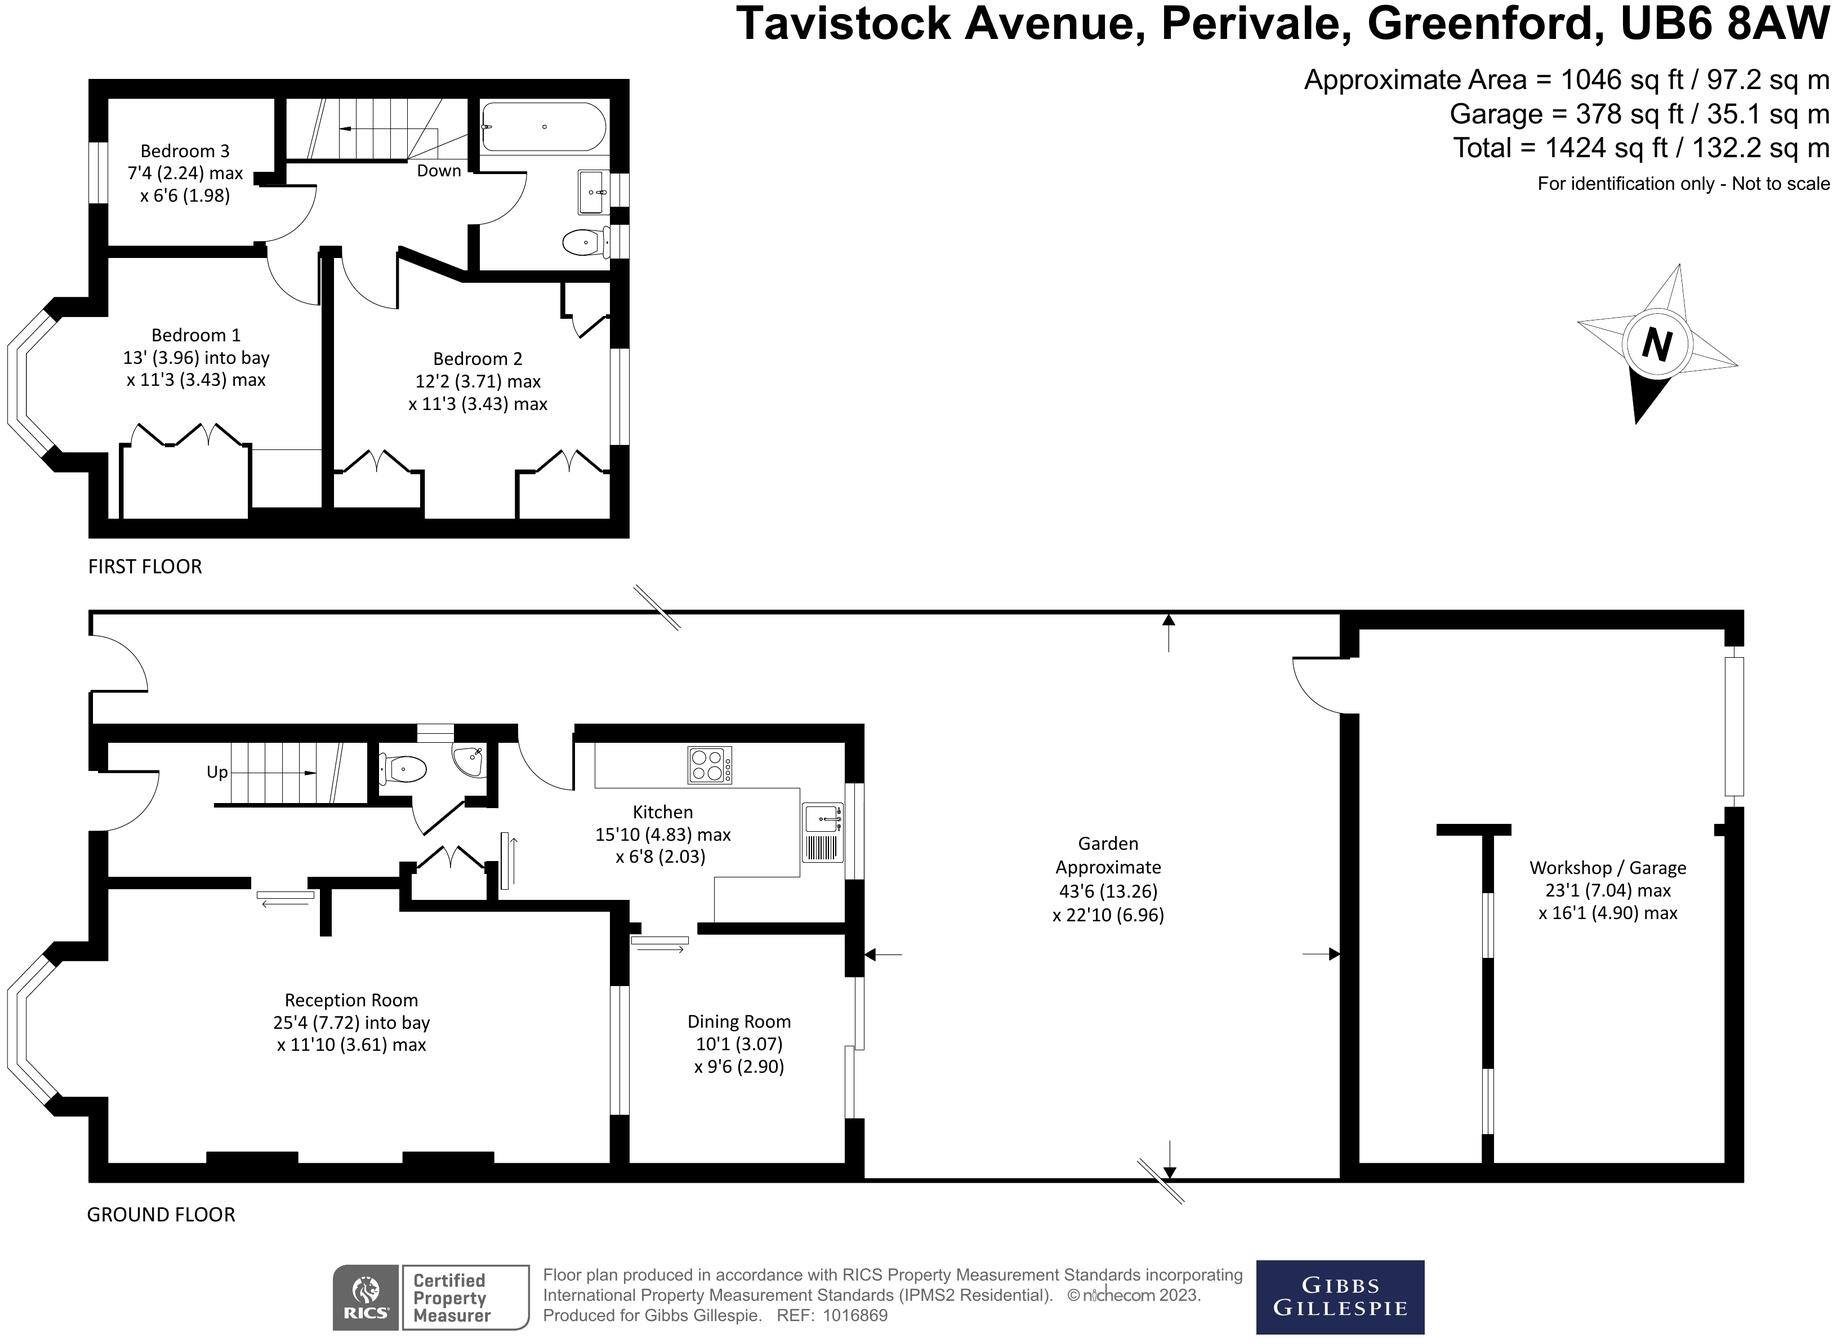 Tavistock Avenue, Perivale, Greenford, UB6 8AW
Approximate Area = 1046 sq ft / 97.2 sq m
Garage = 378 sq ft / 35.1 sq m
Total = 1424 sq ft / 132.2 sq m
For identification only - Not to scale
N
Bedroom 3
7'4 (2.24) max
x 6'6 (1.98)
Down
Bedroom 1
13' (3.96) into bay
x 11'3 (3.43) max
Bedroom 2
12'2 (3.71) max
x 11'3 (3.43) max
FIRST FLOOR
Up
Kitchen
15'10 (4.83) max
x 6'8 (2.03)
Garden
Approximate
43'6 (13.26)
x 22'10 (6.96)
Workshop / Garage
23'1 (7.04) max
x 16'1 (4.90) max
Reception Room
25'4 (7.72) into bay
x 11'10 (3.61) max
Dining Room
10'1 (3.07)
x 9'6 (2.90)
GROUND FLOOR
RICS
Certified
Property
Measurer
Floor plan produced in accordance with RICS Property Measurement Standards incorporating
International Property Measurement Standards (IPMS2 Residential). © nichecom 2023.
Produced for Gibbs Gillespie. REF: 1016869
GIBBS
GILLESPIE